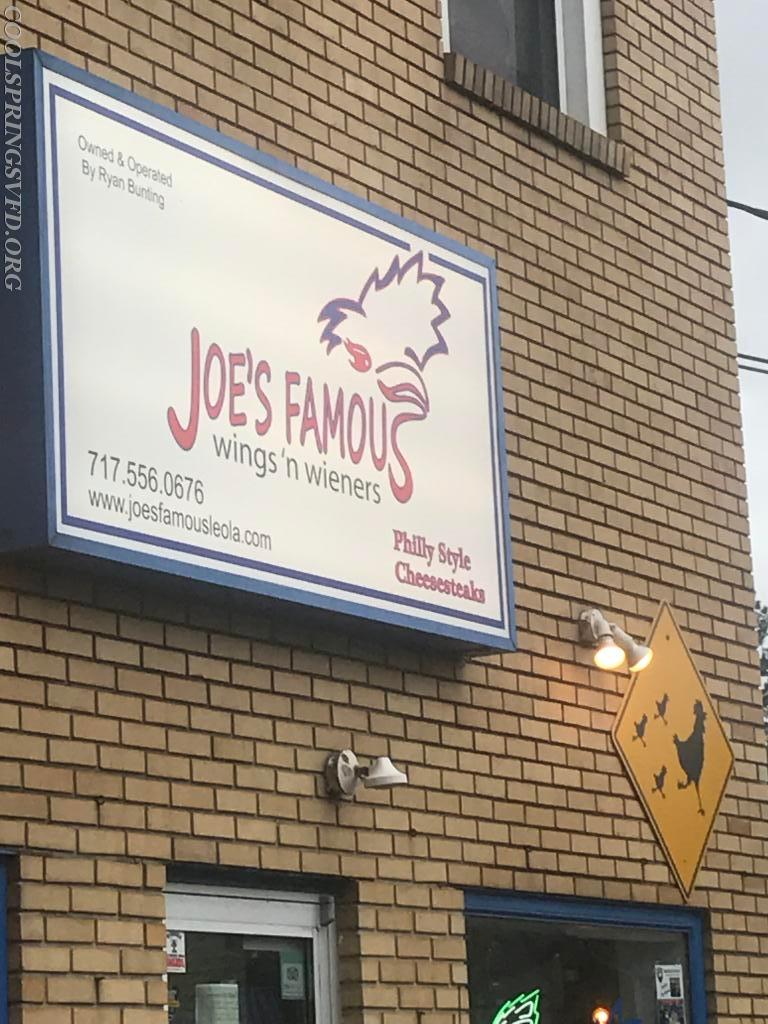 COOLSPRINGSVFD.ORG
Owned & Operated
By Ryan Bunting
JOE'S FAMOUS
wings 'n wieners
717.556.0676
www.joesfamousleola.com
Philly Style
Cheesesteaks